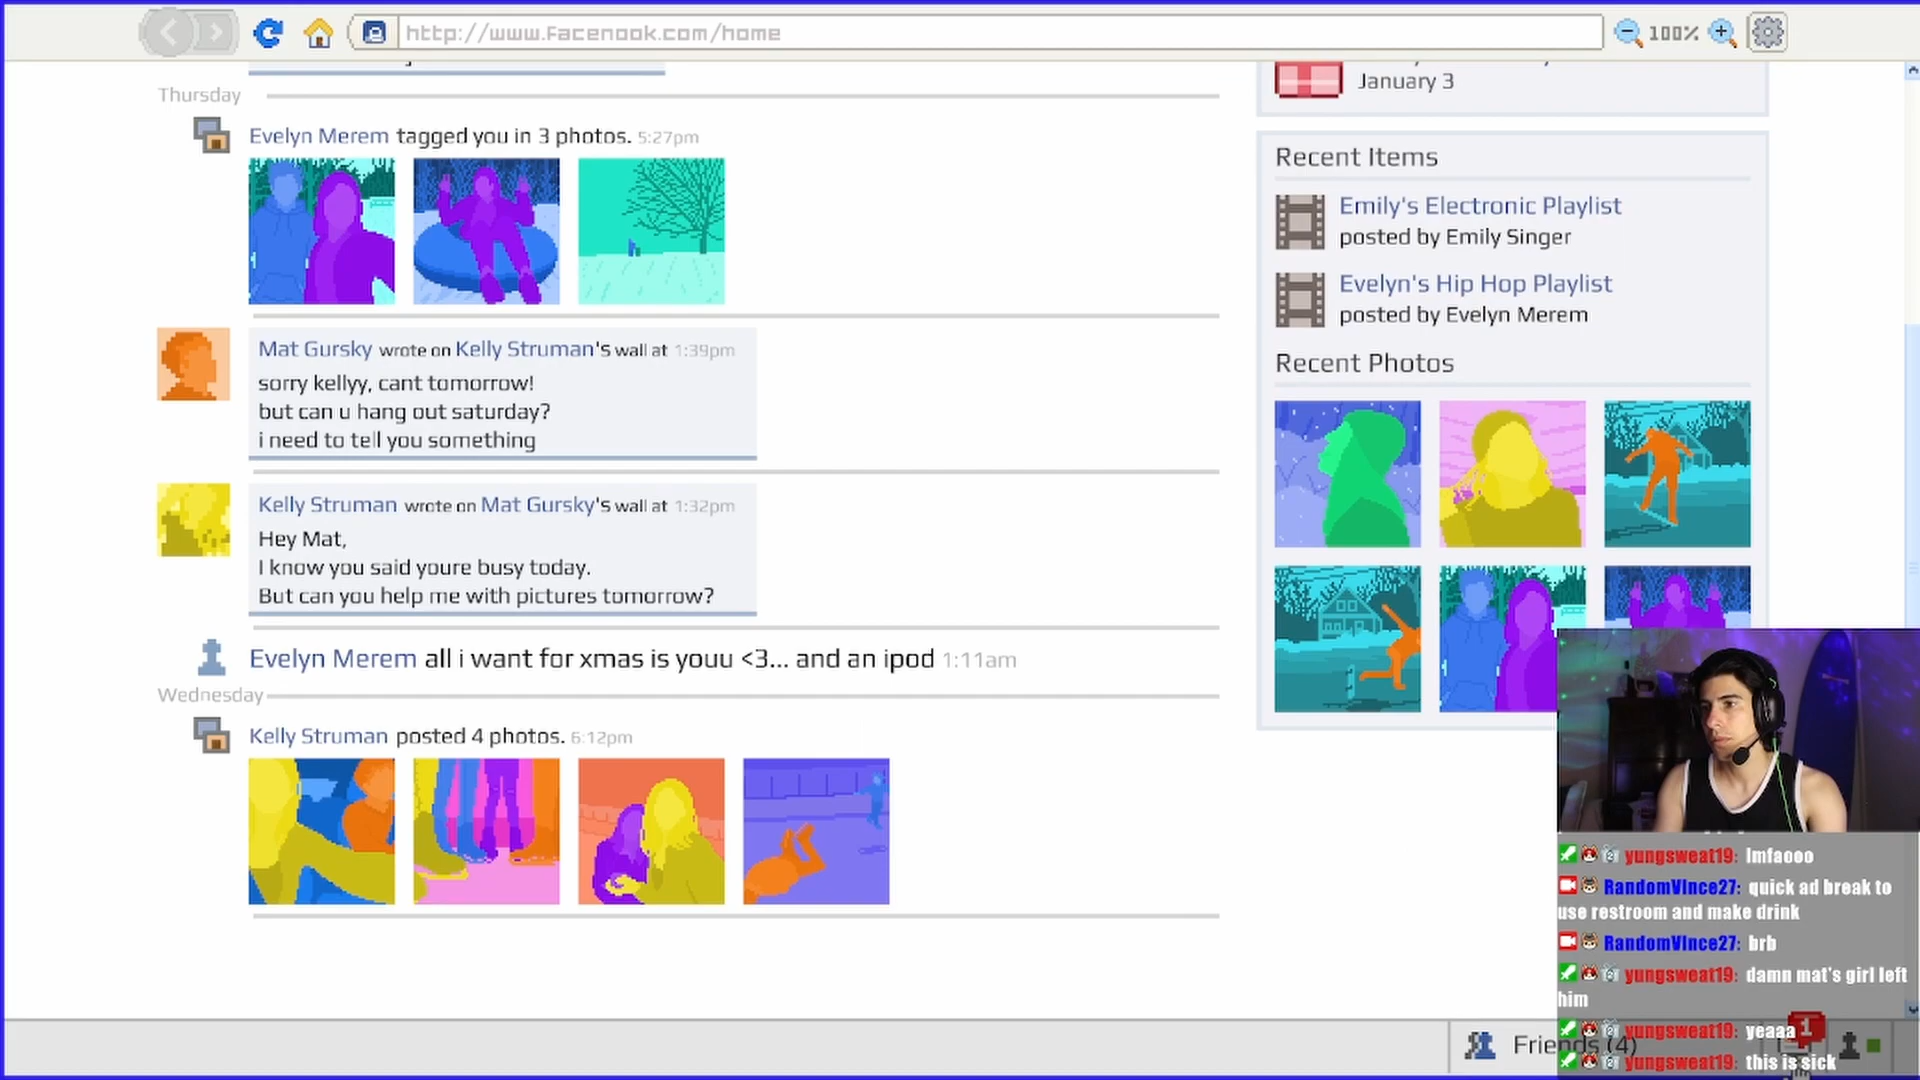 http://www.facenook.com/home
100%
Thursday
Evelyn Merem tagged you in 3 photos. 5:27pm
Mat Gursky wrote on Kelly Struman's wall at 1:39pm
sorry kellyy, cant tomorrow!
but can u hang out saturday?
i need to tell you something
Kelly Struman wrote on Mat Gursky's wall at 1:32pm
Hey Mat,
I know you said youre busy today.
But can you help me with pictures tomorrow?
Evelyn Merem all i want for xmas is youu <3... and an ipod 1:11am
Wednesday
Kelly Struman posted 4 photos. 6:12pm
January 3
Recent Items
Emily's Electronic Playlist
posted by Emily Singer
Evelyn's Hip Hop Playlist
posted by Evelyn Merem
Recent Photos
yungsweat19: lmfaooo
RandomVInce27: quick ad break to
use restroom and make drink
RandomVInce27: brb
yungsweat19: damn mat's girl left
him
yungsweat19: yeaaa
yungsweat19: this is sick
Friends (4)
1